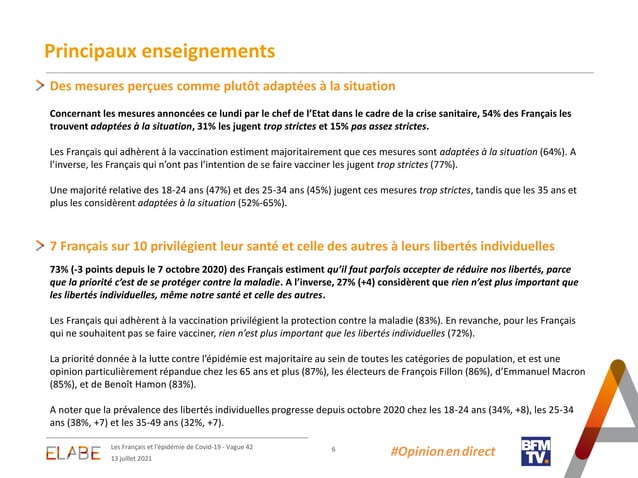 Principaux enseignements
Des mesures perçues comme plutôt adaptées à la situation
Concernant les mesures annoncées ce lundi par le chef de l’Etat dans le cadre de la crise sanitaire, 54% des Français les
trouvent adaptées à la situation, 31% les jugent trop strictes et 15% pas assez strictes.
Les Français qui adhèrent à la vaccination estiment majoritairement que ces mesures sont adaptées à la situation (64%). A
l’inverse, les Français qui n’ont pas l’intention de se faire vacciner les jugent trop strictes (77%).
Une majorité relative des 18-24 ans (47%) et des 25-34 ans (45%) jugent ces mesures trop strictes, tandis que les 35 ans et
plus les considèrent adaptées à la situation (52%-65%).
7 Français sur 10 privilégient leur santé et celle des autres à leurs libertés individuelles
73% (-3 points depuis le 7 octobre 2020) des Français estiment qu’il faut parfois accepter de réduire nos libertés, parce
que la priorité c’est de se protéger contre la maladie. A l’inverse, 27% (+4) considèrent que rien n’est plus important que
les libertés individuelles, même notre santé et celle des autres.
Les Français qui adhèrent à la vaccination privilégient la protection contre la maladie (83%). En revanche, pour les Français
qui ne souhaitent pas se faire vacciner, rien n’est plus important que les libertés individuelles (72%).
La priorité donnée à la lutte contre l’épidémie est majoritaire au sein de toutes les catégories de population, et est une
opinion particulièrement répandue chez les 65 ans et plus (87%), les électeurs de François Fillon (86%), d’Emmanuel Macron
(85%), et de Benoît Hamon (83%).
A noter que la prévalence des libertés individuelles progresse depuis octobre 2020 chez les 18-24 ans (34%, +8), les 25-34
ans (38%, +7) et les 35-49 ans (32%, +7).
ELABE
Les Français et l'épidémie de Covid-19 - Vague 42
13 juillet 2021
6
#Opinion en direct
BFM
TV.